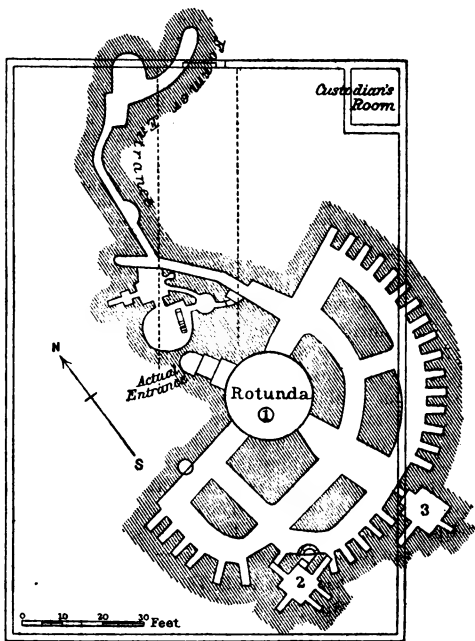 Former Entrance
Custodian's
Room
N
S
Actual
Entrance
Rotunda
1
3
2
0 10 20 30 Feet